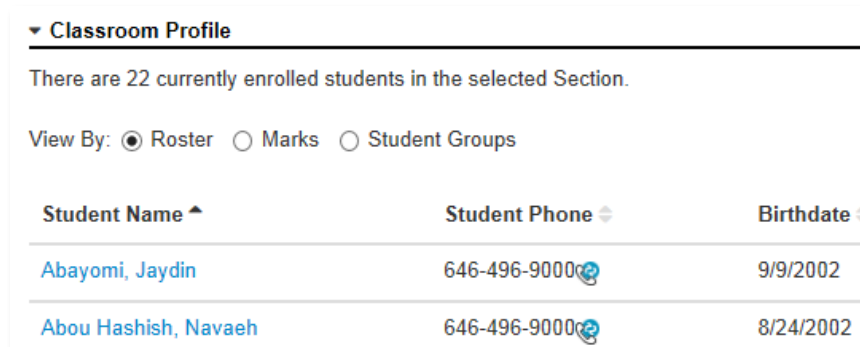 Classroom Profile
There are 22 currently enrolled students in the selected Section.
View By: Roster Marks Student Groups
Student Name Student Phone Birthdate
Abayomi, Jaydin 646-496-9000 9/9/2002
Abou Hashish, Navaeh 646-496-9000 8/24/2002